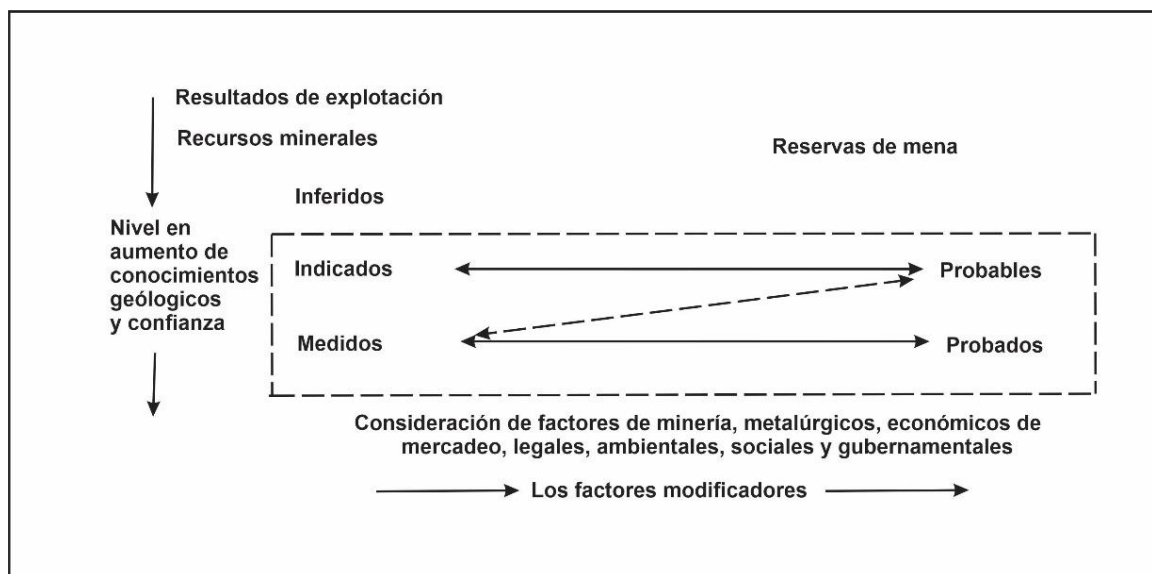 Resultados de explotación
Recursos minerales
Reservas de mena
Inferidos
Nivel en
aumento de
conocimientos
geólogicos
y confianza
Indicados
Probables
Medidos
Probados
Consideración de factores de minería, metalúrgicos, económicos de
mercadeo, legales, ambientales, sociales y gubernamentales
Los factores modificadores